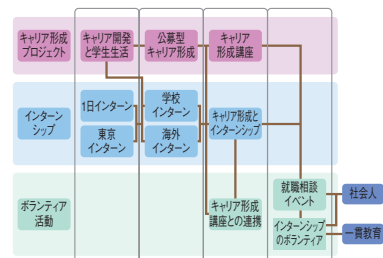 キャリア形成
プロジェクト
キャリア開発
と学生生活
公募型
キャリア形成
キャリア
形成講座
インターン
シップ
1日インターン
東京
インターン
学校
インターン
海外
インターン
キャリア形成と
インターンシップ
ボランティア
活動
キャリア形成
講座との連携
就職相談
イベント
インターンシップ
のボランティア
社会人
一貫教育